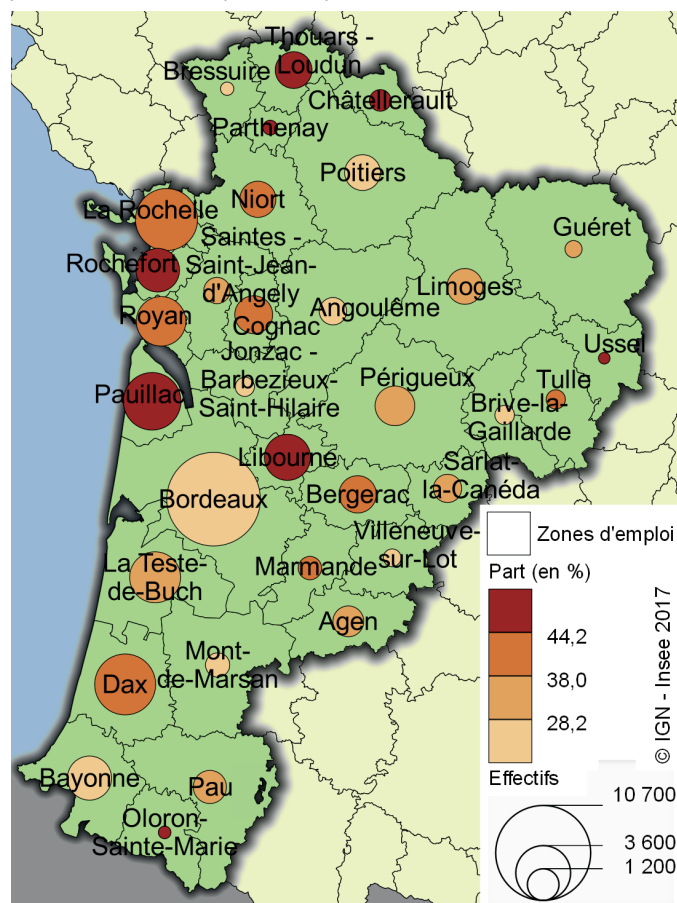 Thouars -
Loudun
Bressuire
Châtellerault
Parthenay
Poitiers
Niort
La Rochelle
Guéret
Saintes -
Saint-Jean-
d'Angely
Rochefort
Limoges
Angoulême
Royan
Cognac
Ussel
Jonzac -
Barbezieux-
Saint-Hilaire
Périgueux
Tulle
Pauillac
Brive-la-
Gaillarde
Libourne
Sarlat-
la-Canéda
Bergerac
Bordeaux
Villeneuve-
sur-Lot
La Teste-
de-Buch
Marmande
Agen
Mont-
de-Marsan
Dax
Bayonne
Pau
Oloron-
Sainte-Marie
Zones d'emploi
Part (en %)
44,2
38,0
28,2
Effectifs
10 700
3 600
1 200
© IGN - Insee 2017